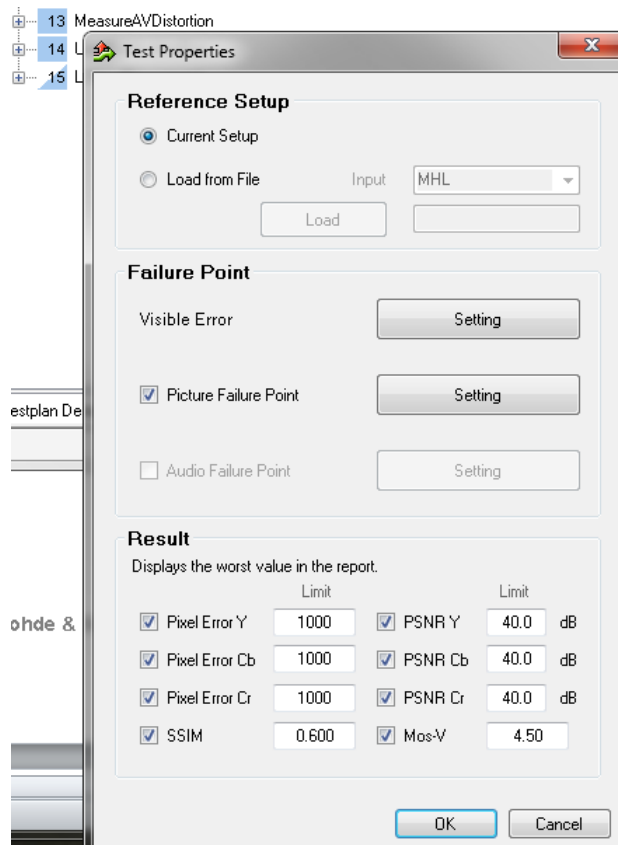 13 MeasureAVDistortion
14 L
15 L
Test Properties
Reference Setup
Current Setup
Load from File Input MHL
Load
Failure Point
Visible Error Setting
estplan De
Picture Failure Point Setting
Audio Failure Point Setting
Result
Displays the worst value in the report.
Limit Limit
ohde &
Pixel Error Y 1000 PSNR Y 40.0 dB
Pixel Error Cb 1000 PSNR Cb 40.0 dB
Pixel Error Cr 1000 PSNR Cr 40.0 dB
SSIM 0.600 Mos-V 4.50
OK Cancel